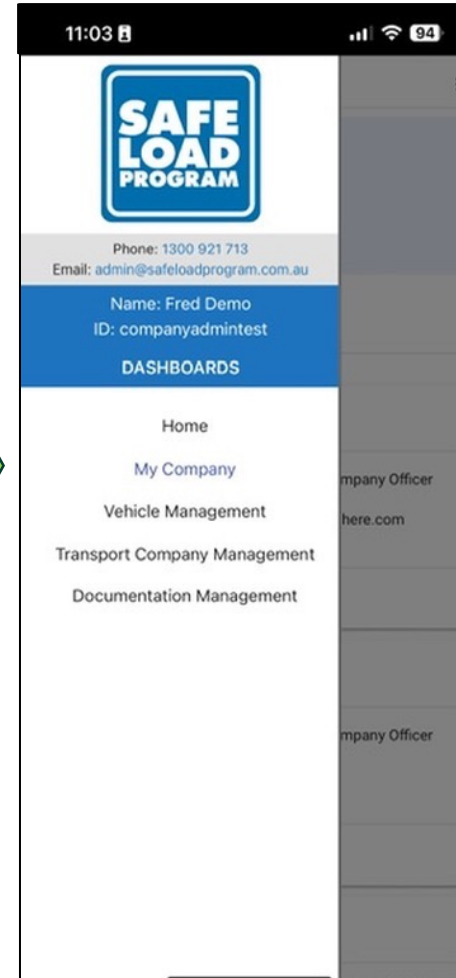 11:03
94
SAFE
LOAD
PROGRAM
Phone: 1300 921 713
Email: admin@safeloadprogram.com.au
Name: Fred Demo
ID: companyadmintest
DASHBOARDS
Home
My Company
mpany Officer
Vehicle Management
here.com
Transport Company Management
Documentation Management
mpany Officer